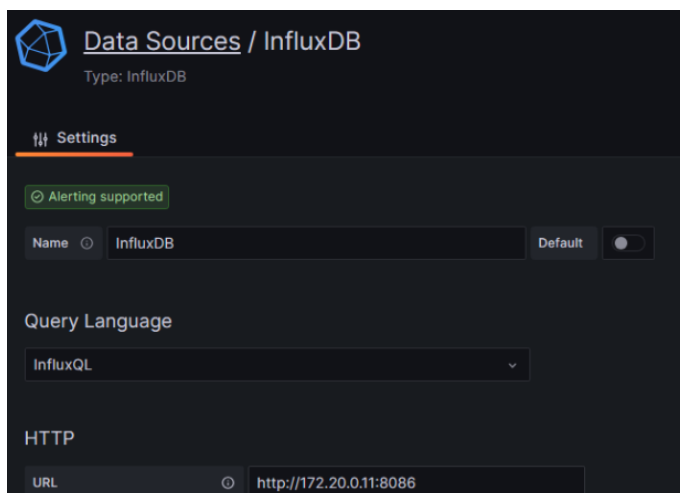 Data Sources / InfluxDB
Type: InfluxDB
Settings
Alerting supported
Name InfluxDB Default
Query Language
InfluxQL
HTTP
URL http://172.20.0.11:8086